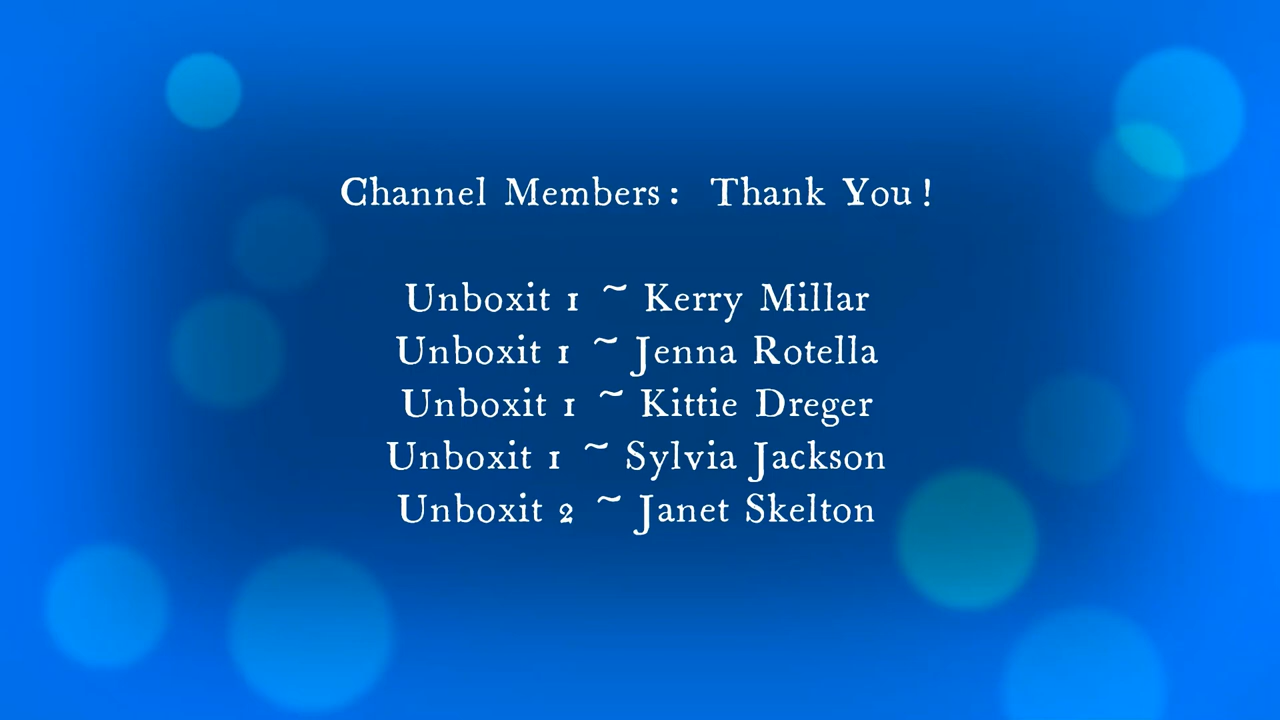 Channel Members: Thank You!
Unboxit 1 ~ Kerry Millar
Unboxit 1 ~ Jenna Rotella
Unboxit 1 ~ Kittie Dreger
Unboxit 1 ~ Sylvia Jackson
Unboxit 2 ~ Janet Skelton